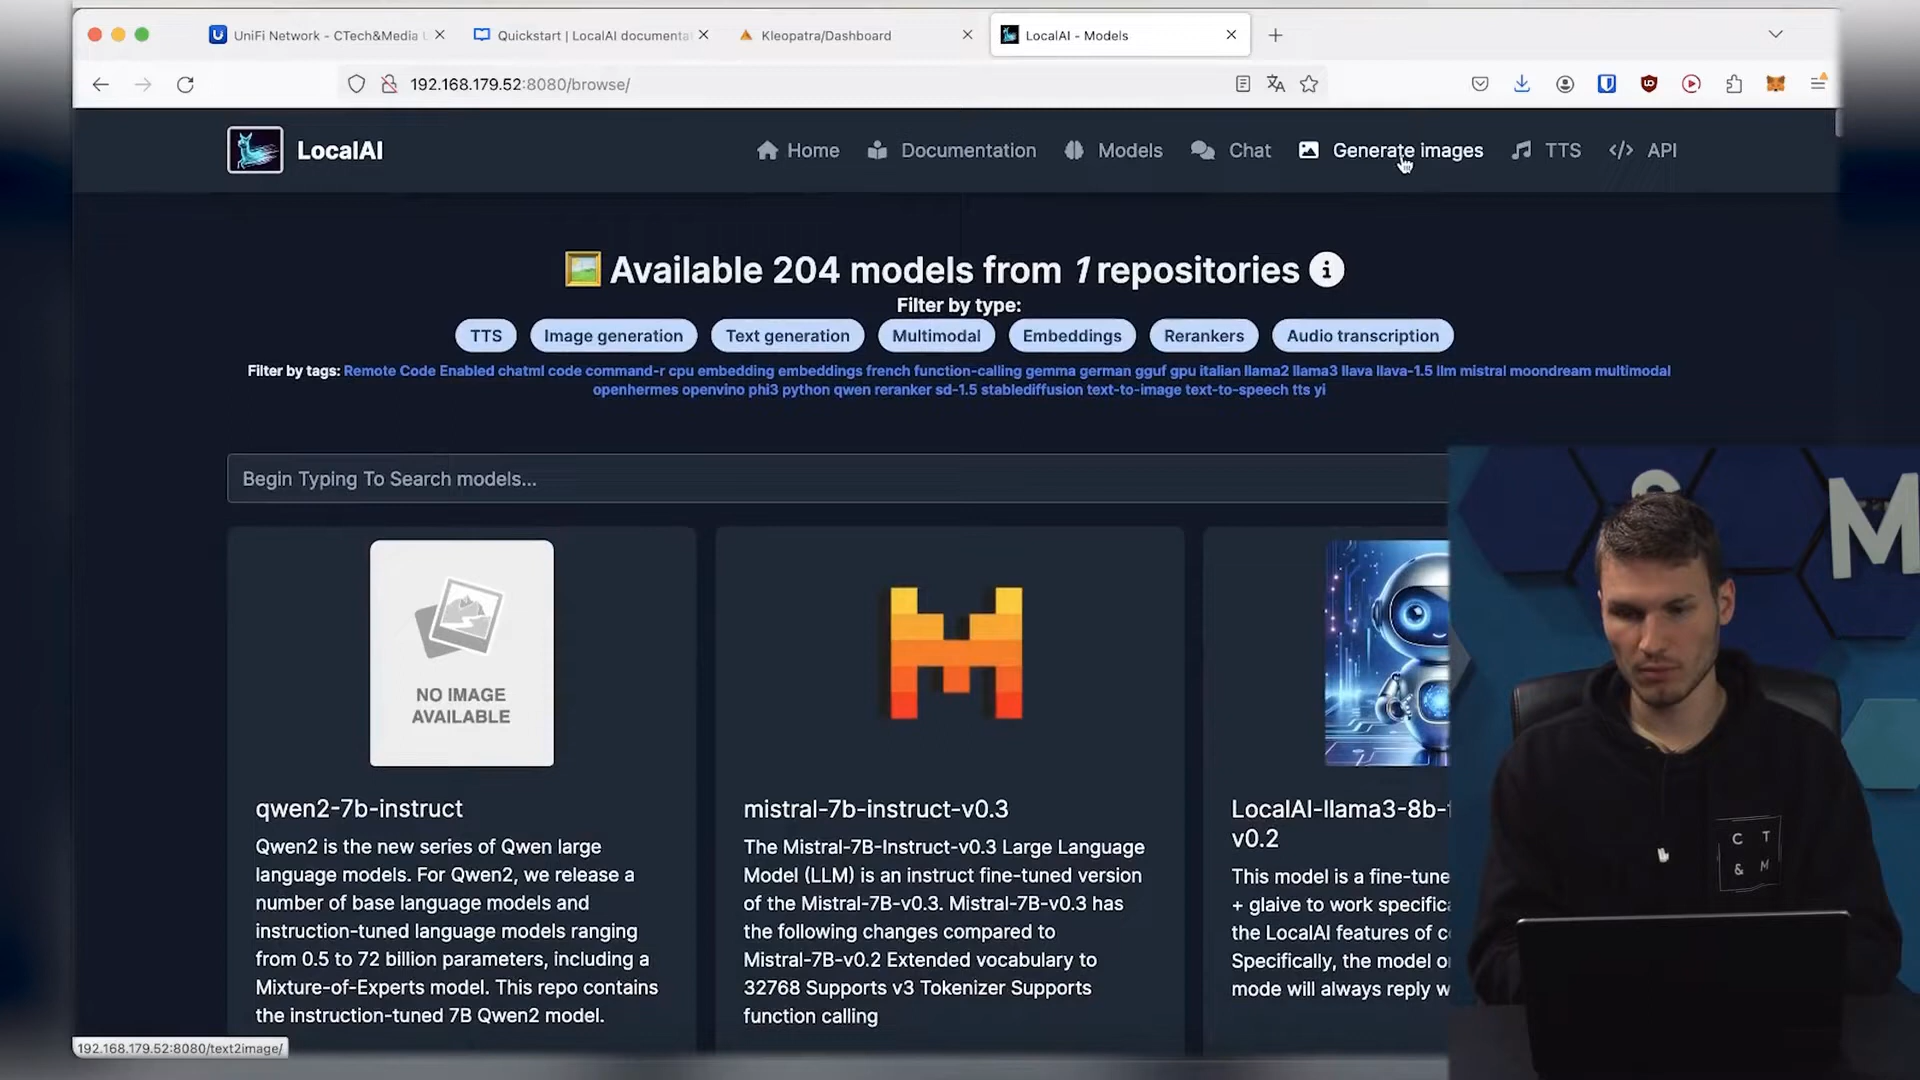 UniFi Network - CTech&Media
Quickstart | LocalAI documenta
Kleopatra/Dashboard
LocalAI - Models
192.168.179.52:8080/browse/
LocalAI
Home
Documentation
Models
Chat
Generate images
TTS
API
Available 204 models from 1 repositories
Filter by type:
TTS
Image generation
Text generation
Multimodal
Embeddings
Rerankers
Audio transcription
Filter by tags: Remote Code Enabled chatml code command-r cpu embedding embeddings french function-calling gemma german gguf gpu italian llama2 llama3 llava llava-1.5 llm mistral moondream multimodal
openhermes openvino phi3 python qwen reranker sd-1.5 stablediffusion text-to-image text-to-speech tts yi
Begin Typing To Search models...
NO IMAGE
AVAILABLE
qwen2-7b-instruct
Qwen2 is the new series of Qwen large
language models. For Qwen2, we release a
number of base language models and
instruction-tuned language models ranging
from 0.5 to 72 billion parameters, including a
Mixture-of-Experts model. This repo contains
the instruction-tuned 7B Qwen2 model.
mistral-7b-instruct-v0.3
The Mistral-7B-Instruct-v0.3 Large Language
Model (LLM) is an instruct fine-tuned version
of the Mistral-7B-v0.3. Mistral-7B-v0.3 has
the following changes compared to
Mistral-7B-v0.2 Extended vocabulary to
32768 Supports v3 Tokenizer Supports
function calling
LocalAI-llama3-8b-
v0.2
This model is a fine-tune
+ glaive to work specific
the LocalAI features of
Specifically, the model
mode will always reply
192.168.179.52:8080/text2image/
& M
C T
& M